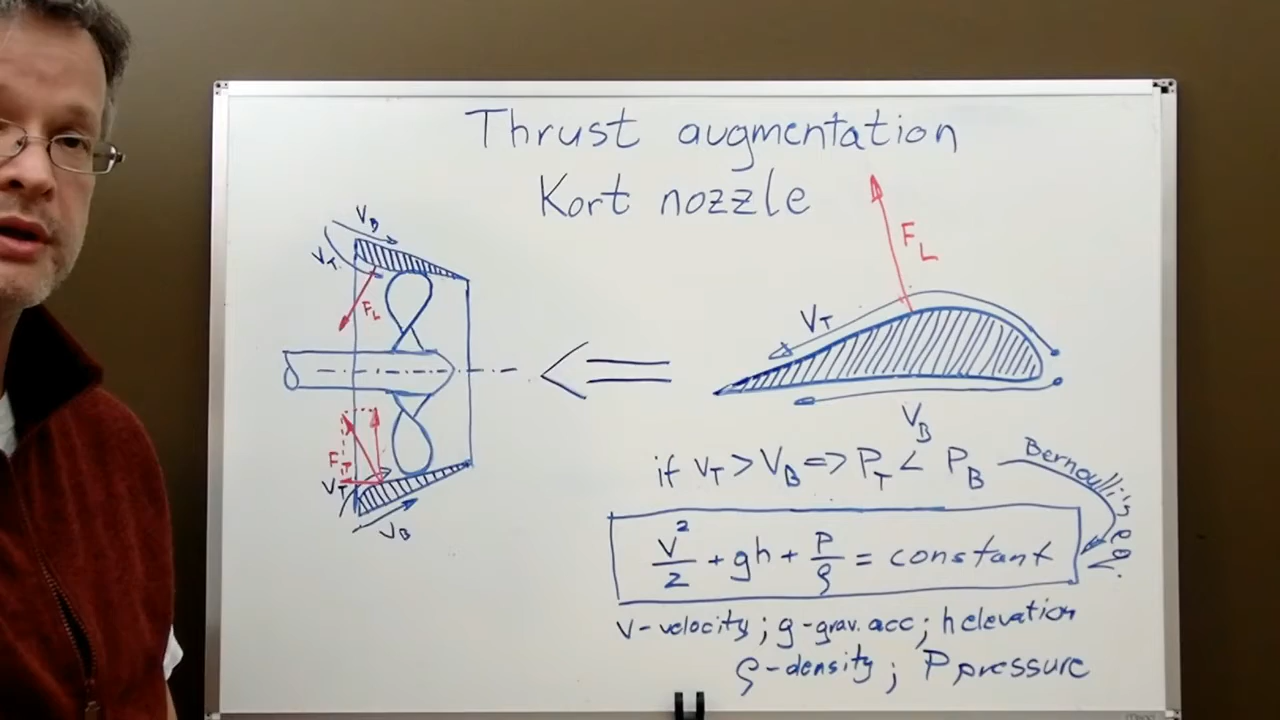 Thrust augmentation
Kort nozzle
V_B
V_T
F_L
F_T
V_T
V_B
F_L
V_T
V_B
if V_T > V_B => P_T < P_B
Bernoulli's eq.
V²/2 + gh + P/ρ = constant
V-velocity; g-grav. acc; h elevation
ρ-density; P pressure